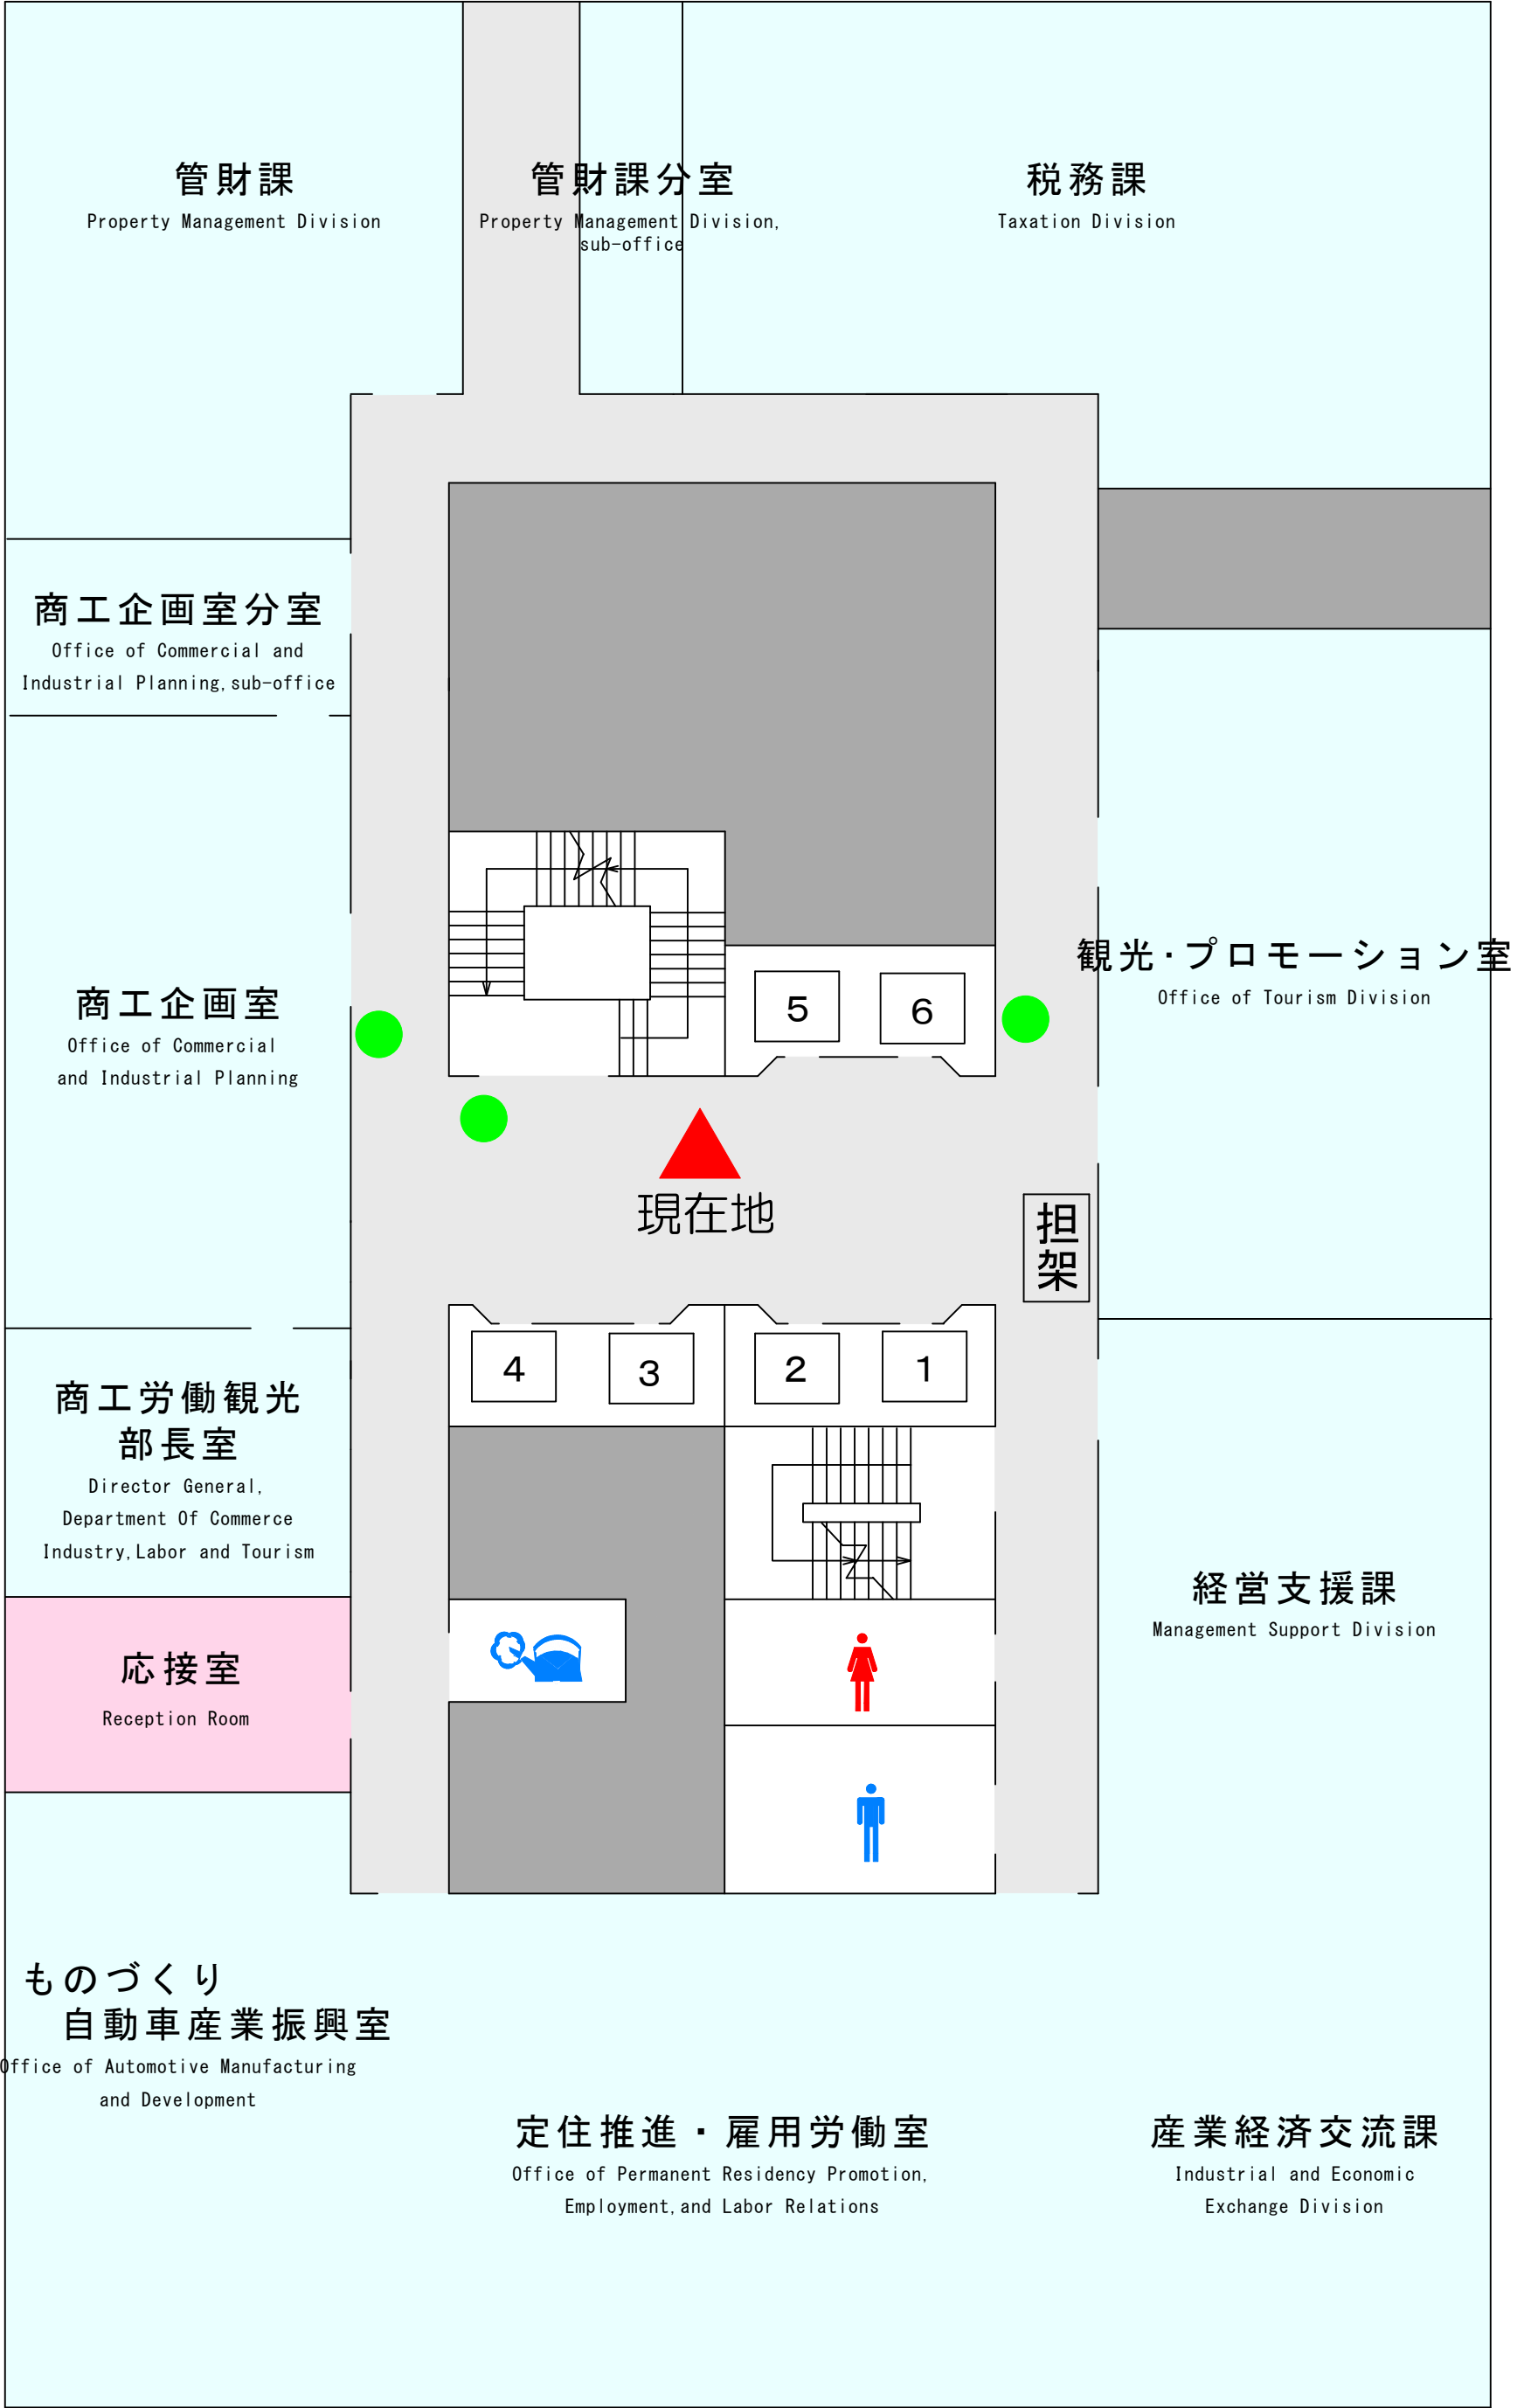 管財課
Property Management Division
管財課分室
Property Management Division,
sub-office
税務課
Taxation Division
商工企画室分室
Office of Commercial and
Industrial Planning,sub-office
商工企画室
Office of Commercial
and Industrial Planning
5
6
観光・プロモーション室
Office of Tourism Division
現在地
担架
4
3
2
1
商工労働観光
部長室
Director General,
Department Of Commerce
Industry,Labor and Tourism
応接室
Reception Room
経営支援課
Management Support Division
ものづくり
自動車産業振興室
Office of Automotive Manufacturing
and Development
定住推進・雇用労働室
Office of Permanent Residency Promotion,
Employment,and Labor Relations
産業経済交流課
Industrial and Economic
Exchange Division